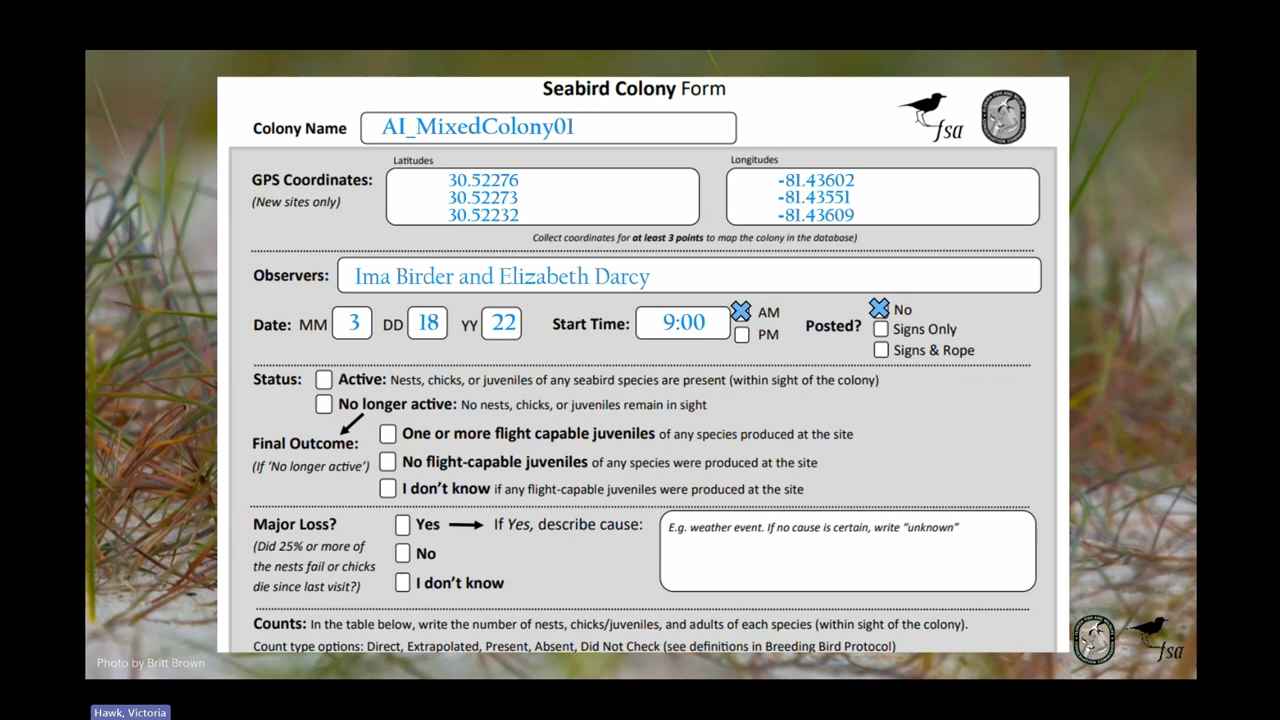 Seabird Colony Form
Colony Name AI_MixedColony01
fsa
Latitudes Longitudes
GPS Coordinates: 30.52276 -81.43602
(New sites only) 30.52273 -81.43551
30.52232 -81.43609
Collect coordinates for at least 3 points to map the colony in the database)
Observers: Ima Birder and Elizabeth Darcy
Date: MM 3 DD 18 YY 22 Start Time: 9:00 AM PM Posted? No
Signs Only
Signs & Rope
Status: Active: Nests, chicks, or juveniles of any seabird species are present (within sight of the colony)
No longer active: No nests, chicks, or juveniles remain in sight
Final Outcome: One or more flight capable juveniles of any species produced at the site
(If 'No longer active') No flight-capable juveniles of any species were produced at the site
I don't know if any flight-capable juveniles were produced at the site
Major Loss? Yes If Yes, describe cause: E.g. weather event. If no cause is certain, write "unknown"
(Did 25% or more of
the nests fail or chicks
die since last visit?)
No
I don't know
Counts: In the table below, write the number of nests, chicks/juveniles, and adults of each species (within sight of the colony).
Count type options: Direct, Extrapolated, Present, Absent, Did Not Check (see definitions in Breeding Bird Protocol)
Photo by Britt Brown
fsa
Hawk, Victoria